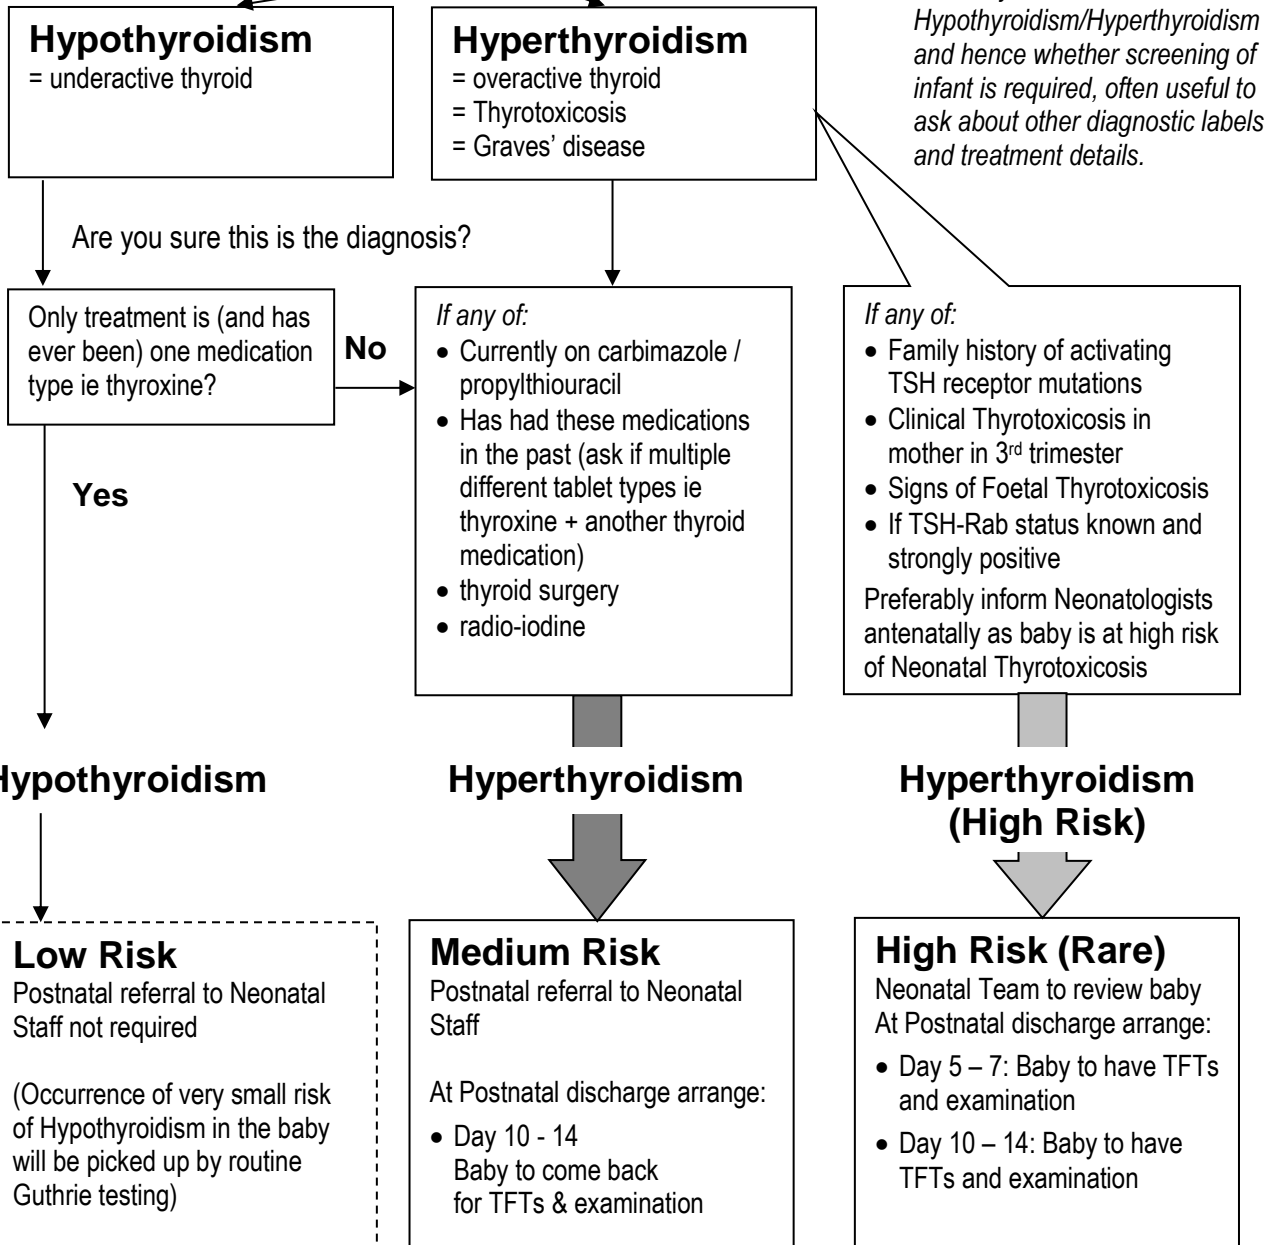 Hypothyroidism
= underactive thyroid
Hyperthyroidism
= overactive thyroid
= Thyrotoxicosis
= Graves’ disease
Hypothyroidism/Hyperthyroidism
and hence whether screening of
infant is required, often useful to
ask about other diagnostic labels
and treatment details.
Are you sure this is the diagnosis?
Only treatment is (and has
ever been) one medication
type ie thyroxine?
No
Yes
If any of:
• Currently on carbimazole /
propylthiouracil
• Has had these medications
in the past (ask if multiple
different tablet types ie
thyroxine + another thyroid
medication)
• thyroid surgery
• radio-iodine
If any of:
• Family history of activating
TSH receptor mutations
• Clinical Thyrotoxicosis in
mother in 3rd trimester
• Signs of Foetal Thyrotoxicosis
• If TSH-Rab status known and
strongly positive
Preferably inform Neonatologists
antenatally as baby is at high risk
of Neonatal Thyrotoxicosis
Hypothyroidism
Hyperthyroidism
Hyperthyroidism
(High Risk)
Low Risk
Postnatal referral to Neonatal
Staff not required
(Occurrence of very small risk
of Hypothyroidism in the baby
will be picked up by routine
Guthrie testing)
Medium Risk
Postnatal referral to Neonatal
Staff
At Postnatal discharge arrange:
• Day 10 - 14
Baby to come back
for TFTs & examination
High Risk (Rare)
Neonatal Team to review baby
At Postnatal discharge arrange:
• Day 5 – 7: Baby to have TFTs
and examination
• Day 10 – 14: Baby to have
TFTs and examination